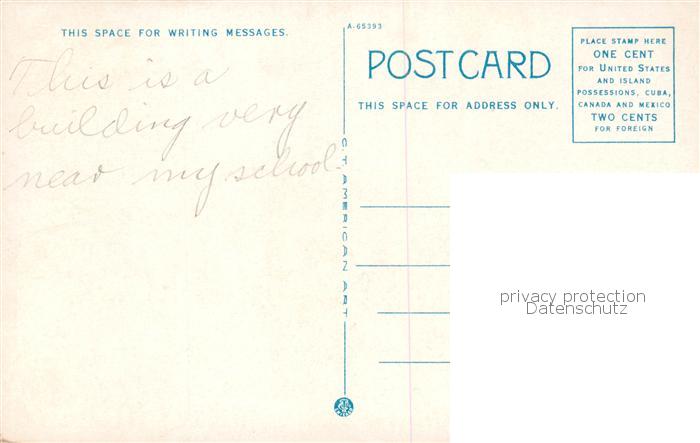 THIS SPACE FOR WRITING MESSAGES.
This is a
building very
near my school.
A-65393
POST CARD
THIS SPACE FOR ADDRESS ONLY.
PLACE STAMP HERE
ONE CENT
FOR UNITED STATES
AND ISLAND
POSSESSIONS, CUBA,
CANADA AND MEXICO
TWO CENTS
FOR FOREIGN
C.T. AMERICAN ART
privacy protection
Datenschutz